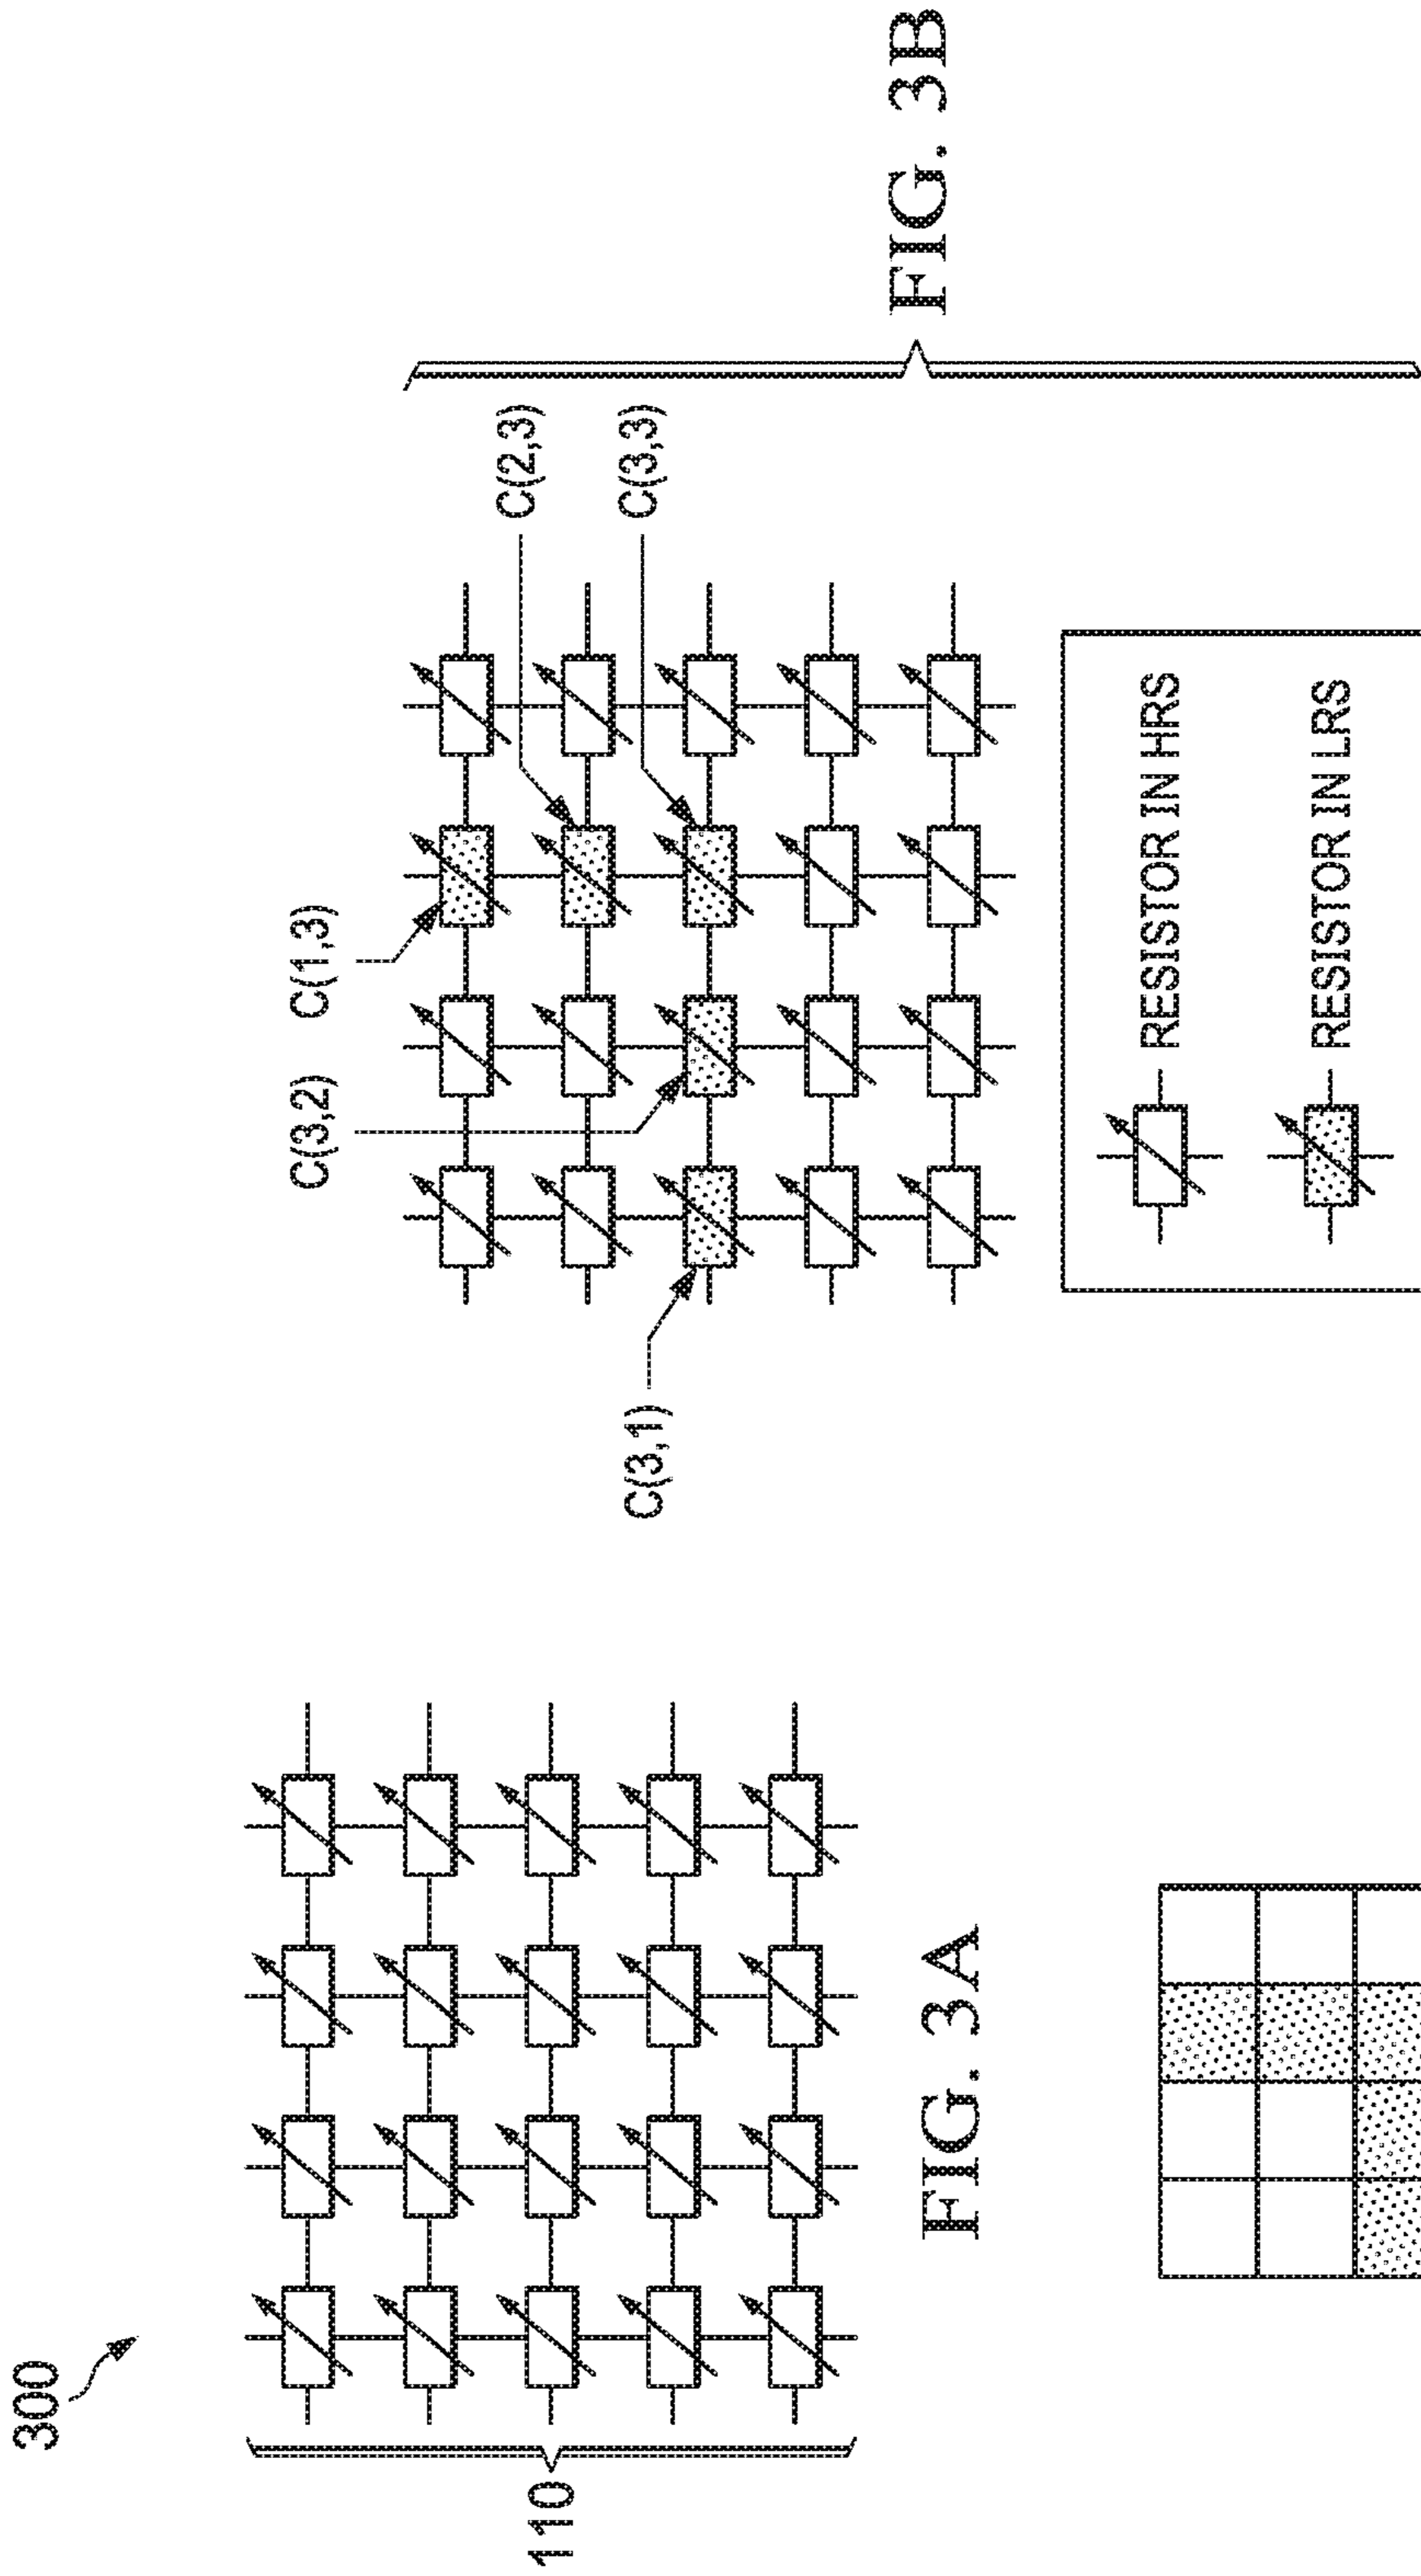 300
110
FIG. 3A
C(3,1)
C(3,2)
C(1,3)
C(2,3)
C(3,3)
RESISTOR IN HRS
RESISTOR IN LRS
FIG. 3B